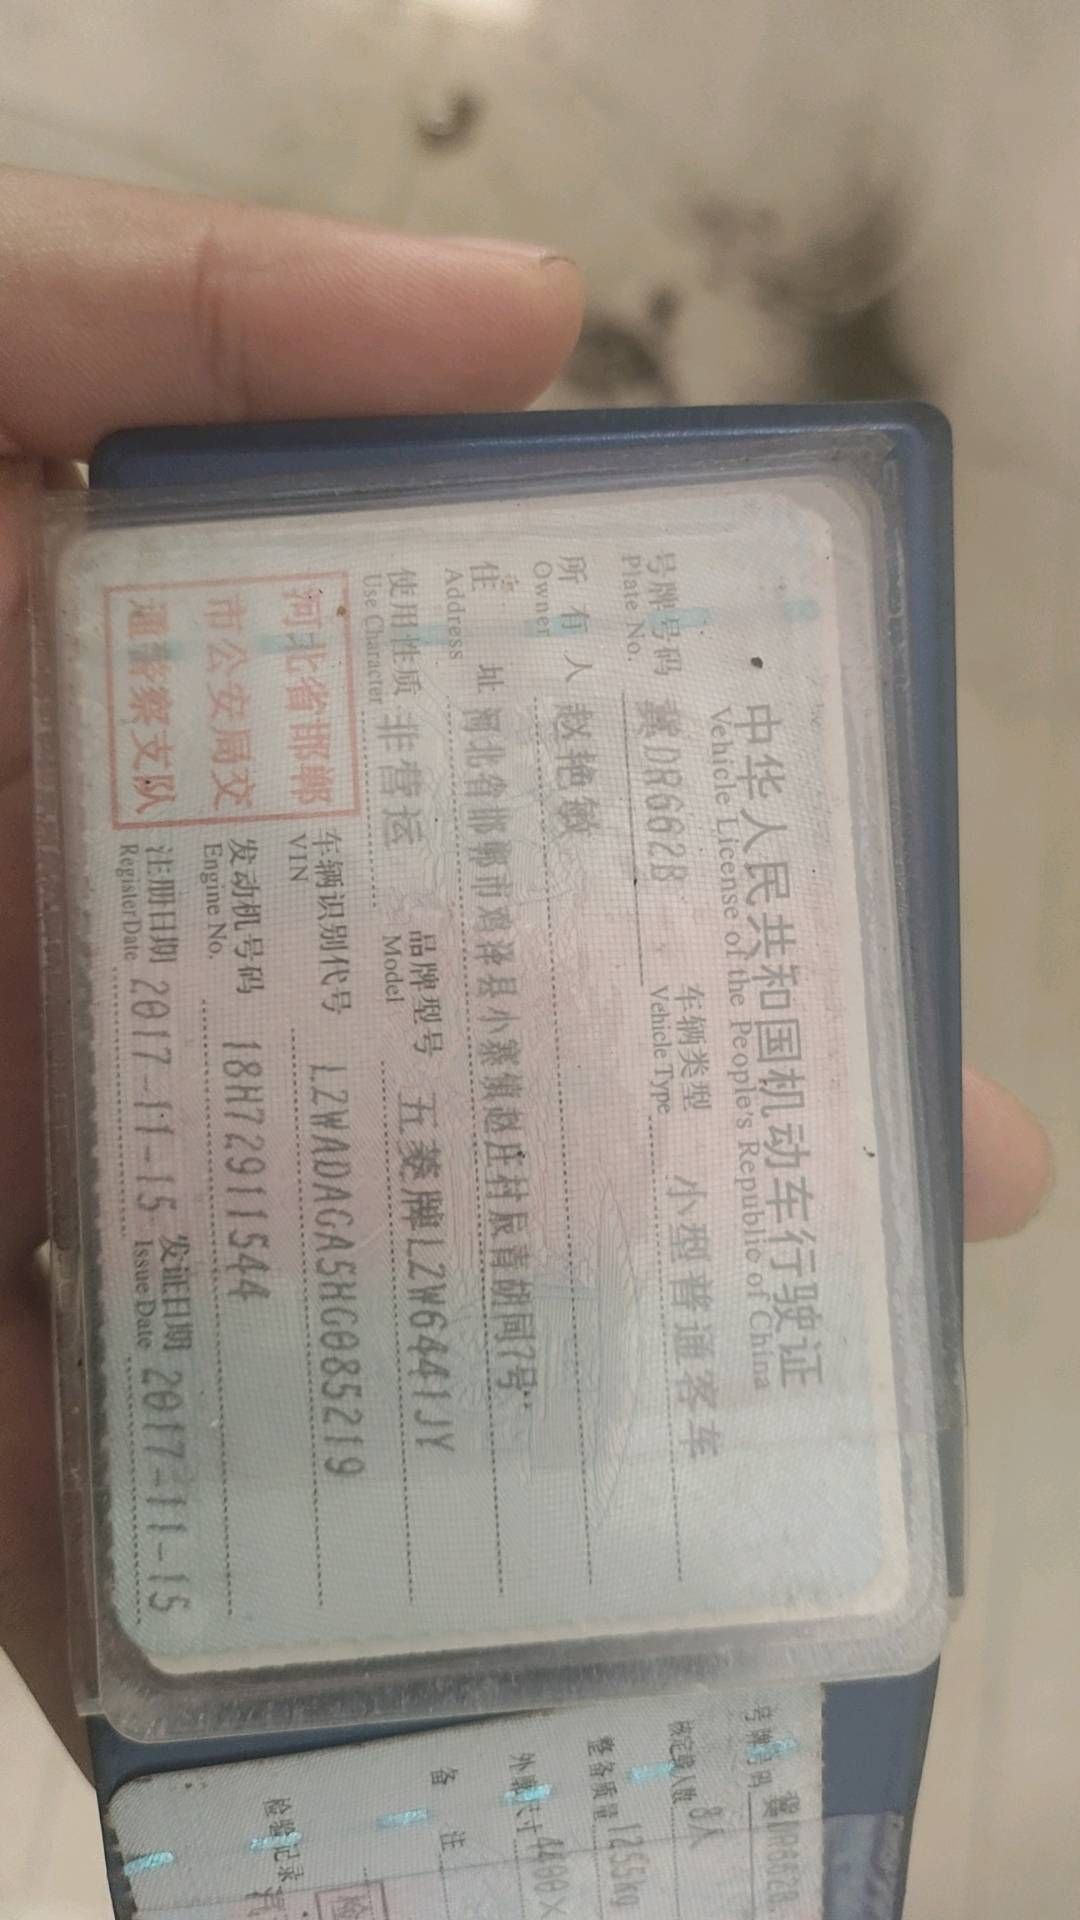 中华人民共和国机动车行驶证
Vehicle License of the People's Republic of China
号牌号码 冀DR662B 车辆类型 小型普通客车
Plate No. Vehicle Type
所有人 赵艳敏
Owner
住址 河北省邯郸市鸡泽县小寨镇赵庄村辰青胡同7号
Address
使用性质 非营运 品牌型号 五菱牌LZW6441JY
Use Character Model
河北省邯郸
市公安局交
通警察支队
车辆识别代号 LZWADAGA5HG085219
VIN
发动机号码 18H72911544
Engine No.
注册日期 2017-11-15 发证日期 2017-11-15
Register Date Issue Date
号牌号码 冀DR662B
核定载人数 8人
整备质量 1255kg
外廓尺寸 4400×
备注
检验记录